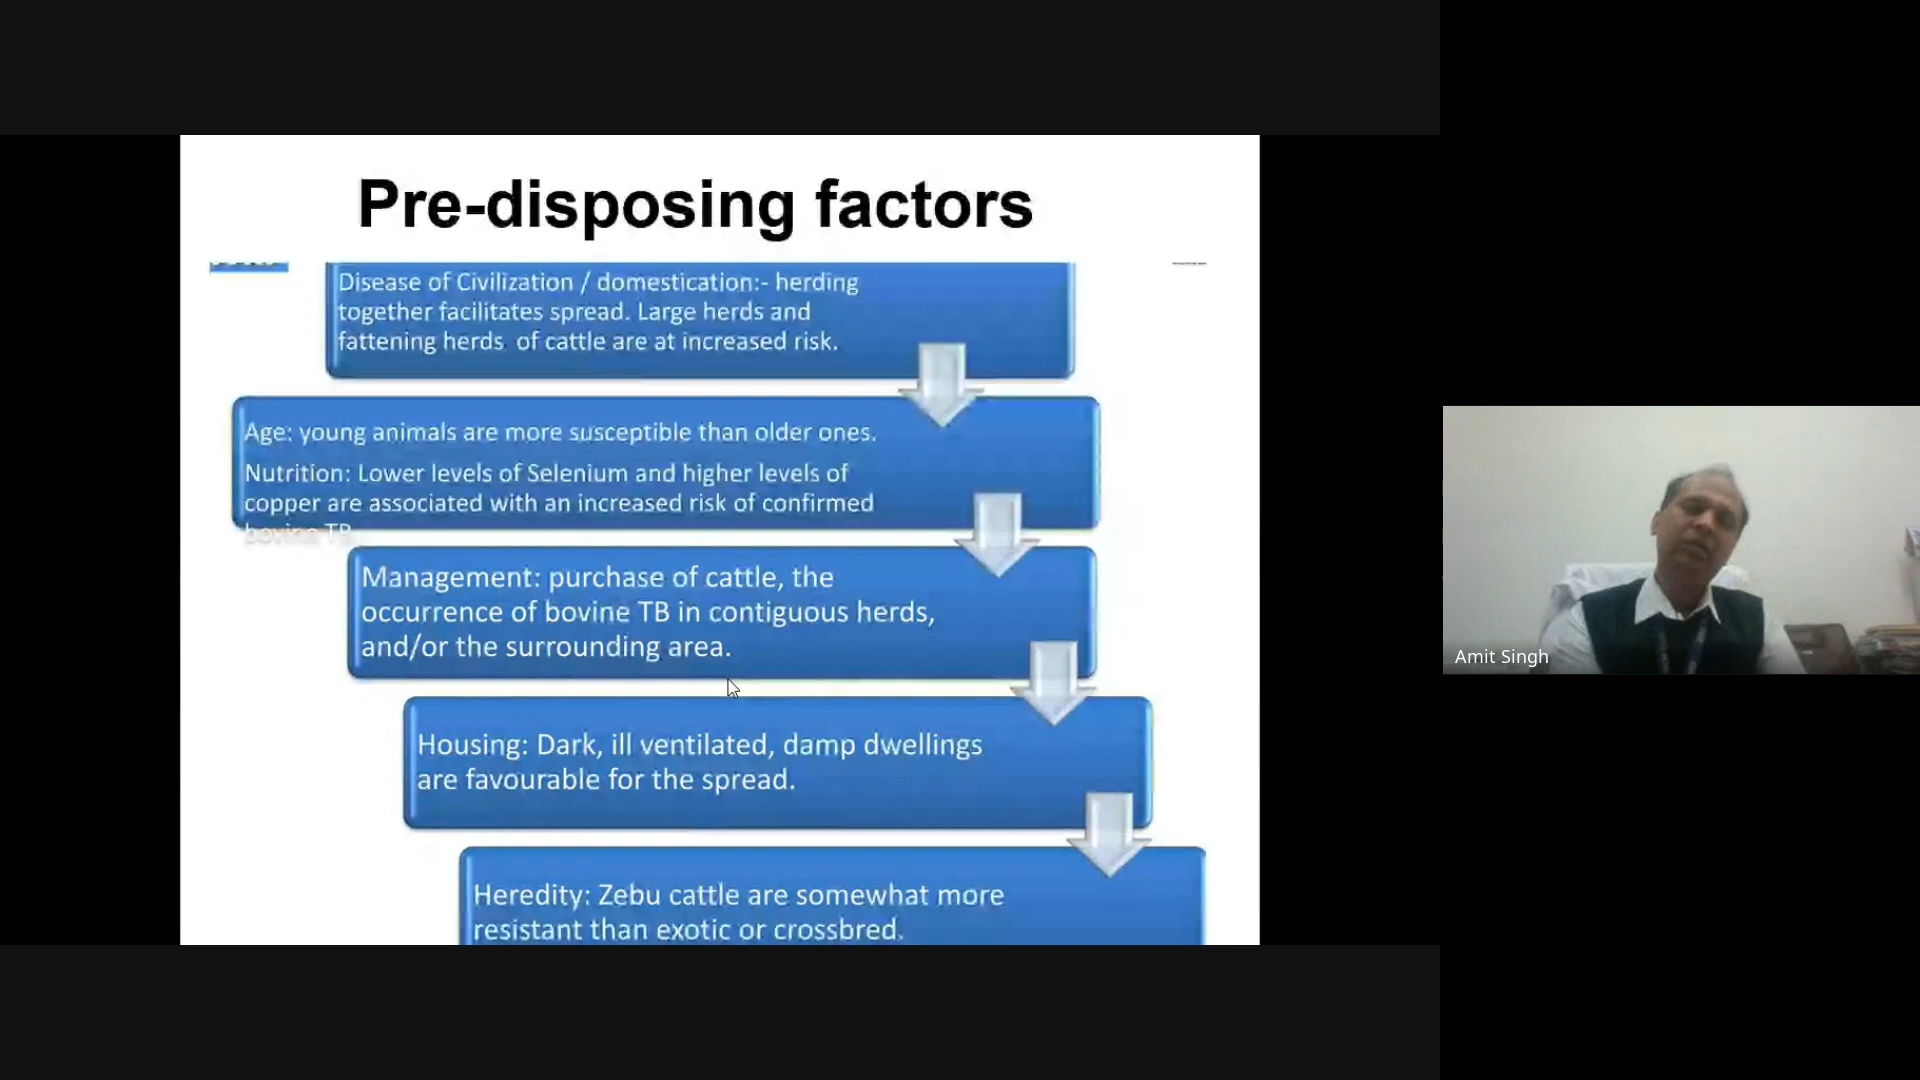 Pre-disposing factors
Disease of Civilization / domestication:- herding
together facilitates spread. Large herds and
fattening herds of cattle are at increased risk.
Age: young animals are more susceptible than older ones.
Nutrition: Lower levels of Selenium and higher levels of
copper are associated with an increased risk of confirmed
bovine TB
Management: purchase of cattle, the
occurrence of bovine TB in contiguous herds,
and/or the surrounding area.
Housing: Dark, ill ventilated, damp dwellings
are favourable for the spread.
Heredity: Zebu cattle are somewhat more
resistant than exotic or crossbred.
Amit Singh